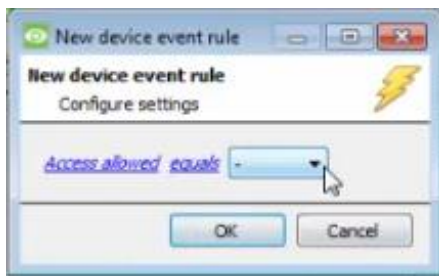 New device event rule
New device event rule
Configure settings
Access allowed equals -
OK Cancel